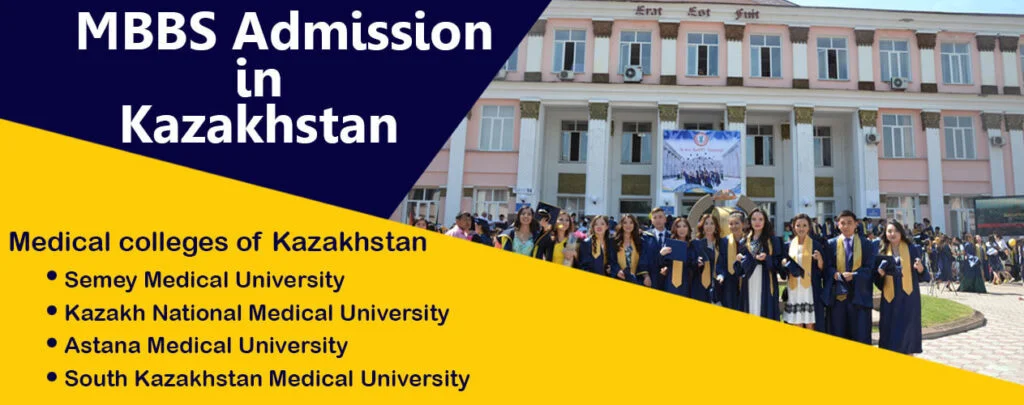 MBBS Admission
in
Kazakhstan
Erat Est Fuit
Medical colleges of Kazakhstan
• Semey Medical University
• Kazakh National Medical University
• Astana Medical University
• South Kazakhstan Medical University